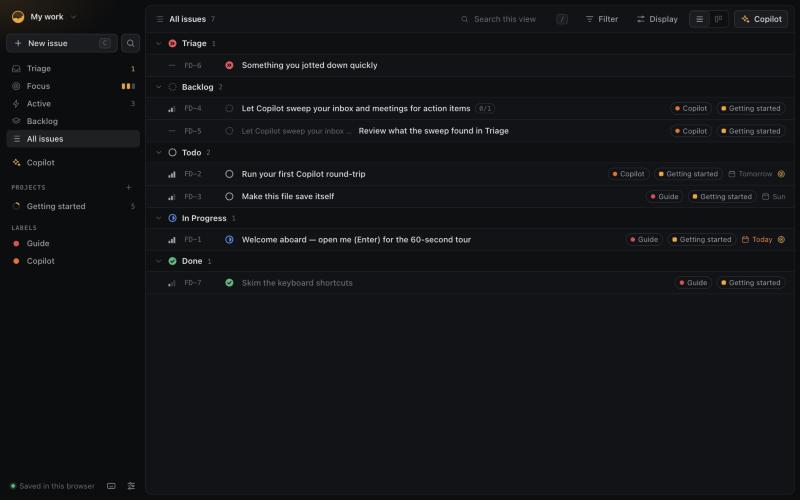 My work
New issue C
Triage 1
Focus
Active 3
Backlog
All issues
Copilot
PROJECTS +
Getting started 5
LABELS
Guide
Copilot
Saved in this browser
All issues 7 Search this view / Filter Display Copilot
Triage 1
FD-6 Something you jotted down quickly
Backlog 2
FD-4 Let Copilot sweep your inbox and meetings for action items 0/1 Copilot Getting started
FD-5 Let Copilot sweep your inbox … Review what the sweep found in Triage Copilot Getting started
Todo 2
FD-2 Run your first Copilot round-trip Copilot Getting started Tomorrow
FD-3 Make this file save itself Guide Getting started Sun
In Progress 1
FD-1 Welcome aboard — open me (Enter) for the 60-second tour Guide Getting started Today
Done 1
FD-7 Skim the keyboard shortcuts Guide Getting started